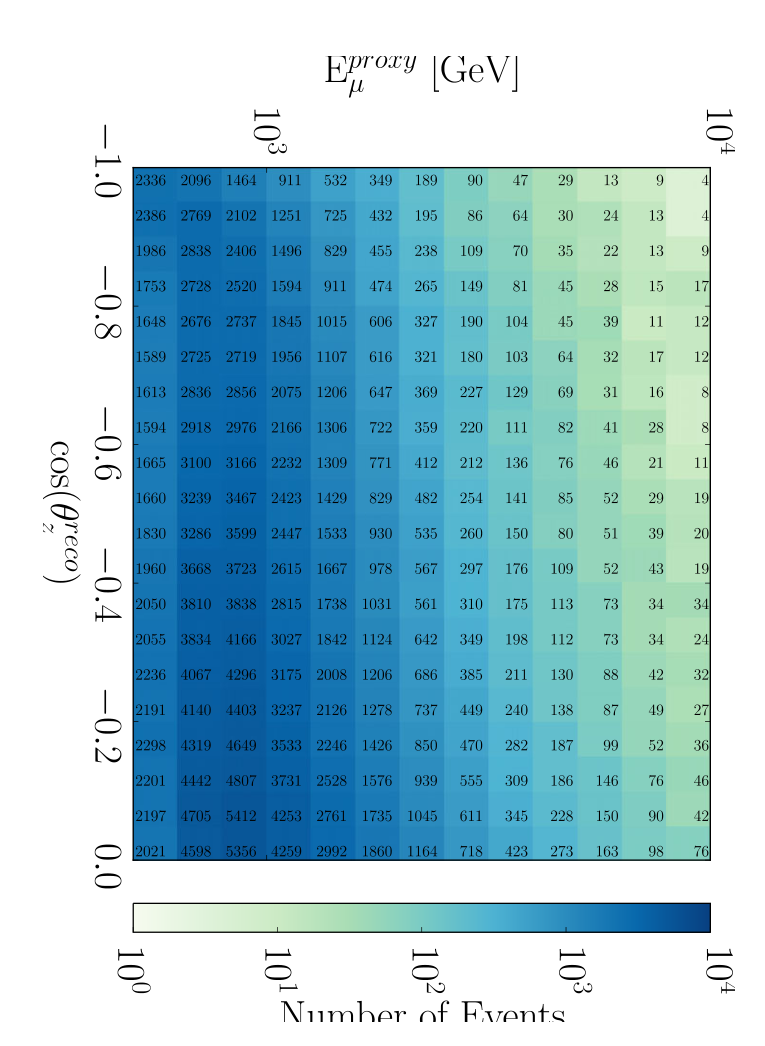 E_μ^{proxy} [GeV]
10^3 10^4
−1.0
2336 2096 1464 911 532 349 189 90 47 29 13 9 4
2386 2769 2102 1251 725 432 195 86 64 30 24 13 4
1986 2838 2406 1496 829 455 238 109 70 35 22 13 9
1753 2728 2520 1594 911 474 265 149 81 45 28 15 17
−0.8
1648 2676 2737 1845 1015 606 327 190 104 45 39 11 12
1589 2725 2719 1956 1107 616 321 180 103 64 32 17 12
1613 2836 2856 2075 1206 647 369 227 129 69 31 16 8
1594 2918 2976 2166 1306 722 359 220 111 82 41 28 8
−0.6
1665 3100 3166 2232 1309 771 412 212 136 76 46 21 11
1660 3239 3467 2423 1429 829 482 254 141 85 52 29 19
1830 3286 3599 2447 1533 930 535 260 150 80 51 39 20
1960 3668 3723 2615 1667 978 567 297 176 109 52 43 19
−0.4
2050 3810 3838 2815 1738 1031 561 310 175 113 73 34 34
2055 3834 4166 3027 1842 1124 642 349 198 112 73 34 24
2236 4067 4296 3175 2008 1206 686 385 211 130 88 42 32
2191 4140 4403 3237 2126 1278 737 449 240 138 87 49 27
−0.2
2298 4319 4649 3533 2246 1426 850 470 282 187 99 52 36
2201 4442 4807 3731 2528 1576 939 555 309 186 146 76 46
2197 4705 5412 4253 2761 1735 1045 611 345 228 150 90 42
2021 4598 5356 4259 2992 1860 1164 718 423 273 163 98 76
0.0
cos(θ_z^{reco})
10^0 10^1 10^2 10^3 10^4
Number of Events